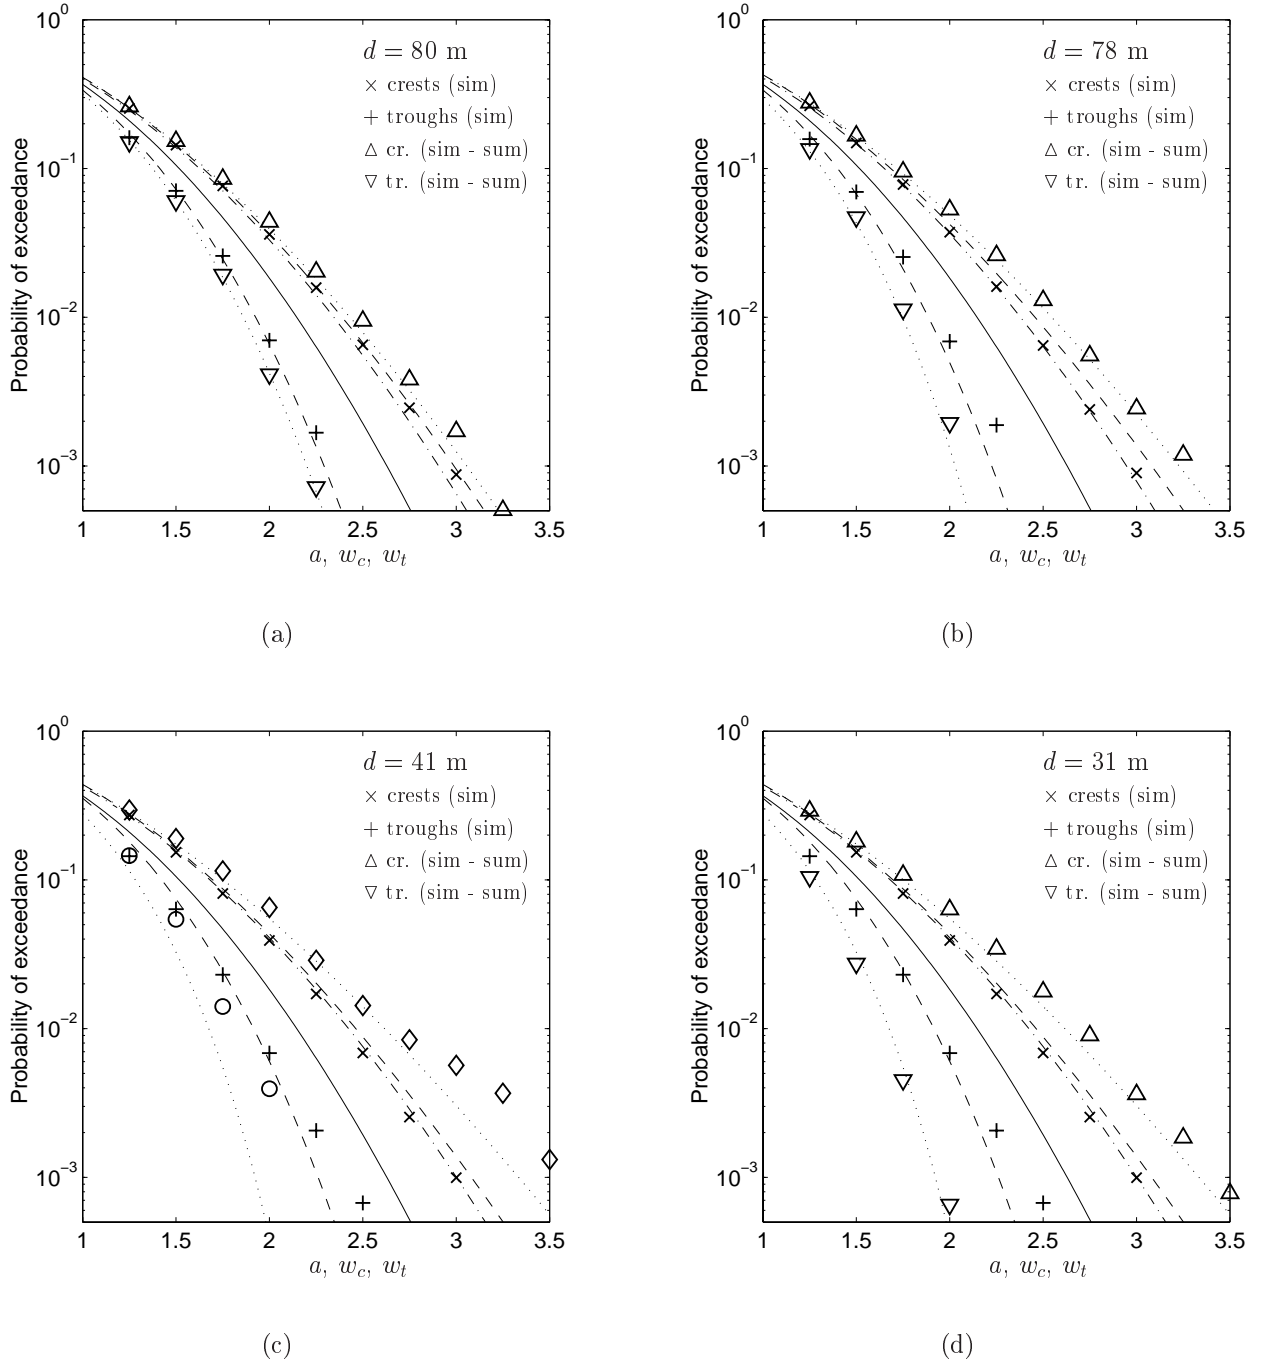 10^0
10^−1
10^−2
10^−3
Probability of exceedance
d = 80 m
× crests (sim)
+ troughs (sim)
△ cr. (sim - sum)
▽ tr. (sim - sum)
1 1.5 2 2.5 3 3.5
a, w_c, w_t
(a)
10^0
10^−1
10^−2
10^−3
Probability of exceedance
d = 78 m
× crests (sim)
+ troughs (sim)
△ cr. (sim - sum)
▽ tr. (sim - sum)
1 1.5 2 2.5 3 3.5
a, w_c, w_t
(b)
10^0
10^−1
10^−2
10^−3
Probability of exceedance
d = 41 m
× crests (sim)
+ troughs (sim)
△ cr. (sim - sum)
▽ tr. (sim - sum)
1 1.5 2 2.5 3 3.5
a, w_c, w_t
(c)
10^0
10^−1
10^−2
10^−3
Probability of exceedance
d = 31 m
× crests (sim)
+ troughs (sim)
△ cr. (sim - sum)
▽ tr. (sim - sum)
1 1.5 2 2.5 3 3.5
a, w_c, w_t
(d)